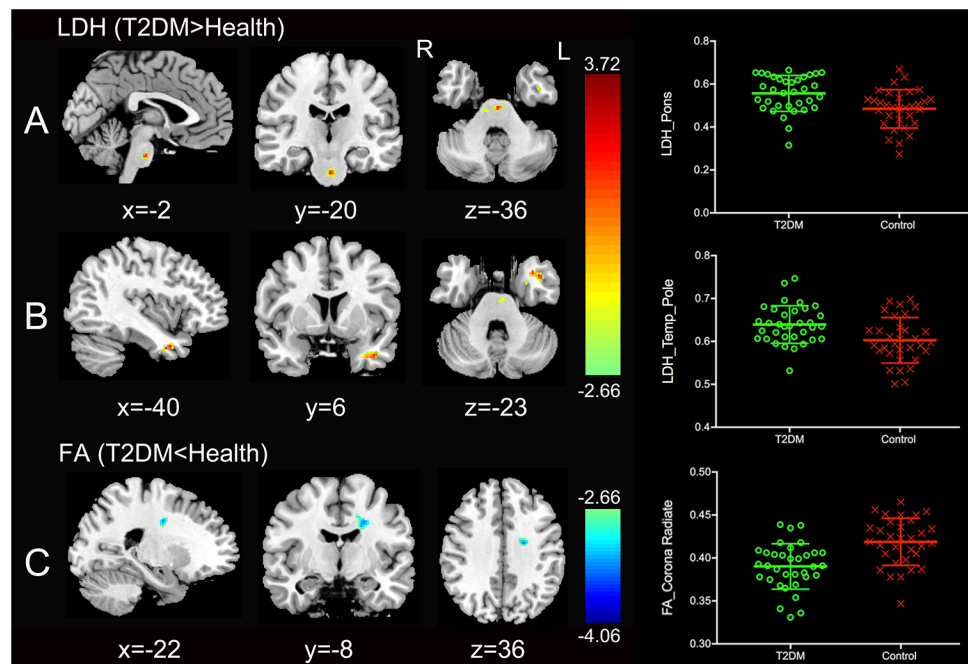 LDH (T2DM>Health)
R
L
3.72
A
x=-2
y=-20
z=-36
B
-2.66
x=-40
y=6
z=-23
FA (T2DM<Health)
-2.66
C
-4.06
x=-22
y=-8
z=36
LDH_Pons
0.8
0.6
0.4
0.2
0.0
T2DM
Control
LDH_Temp_Pole
0.8
0.7
0.6
0.5
0.4
T2DM
Control
FA_Corona Radiate
0.50
0.45
0.40
0.35
0.30
T2DM
Control